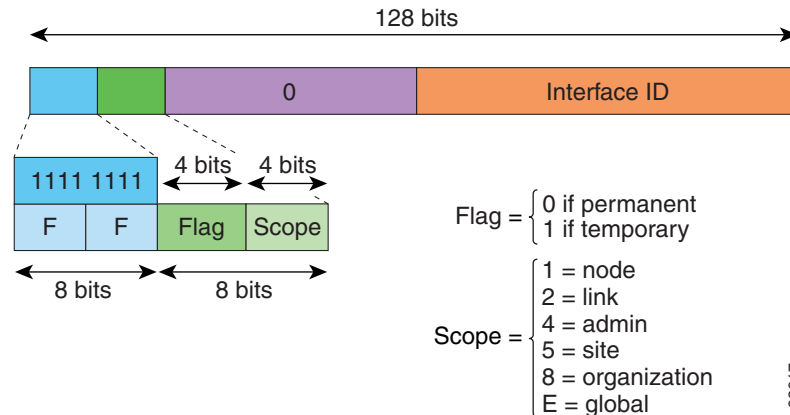 128 bits
0 Interface ID
1111 1111 4 bits 4 bits
F F Flag Scope
8 bits 8 bits
Flag = 0 if permanent
1 if temporary
Scope = 1 = node
2 = link
4 = admin
5 = site
8 = organization
E = global